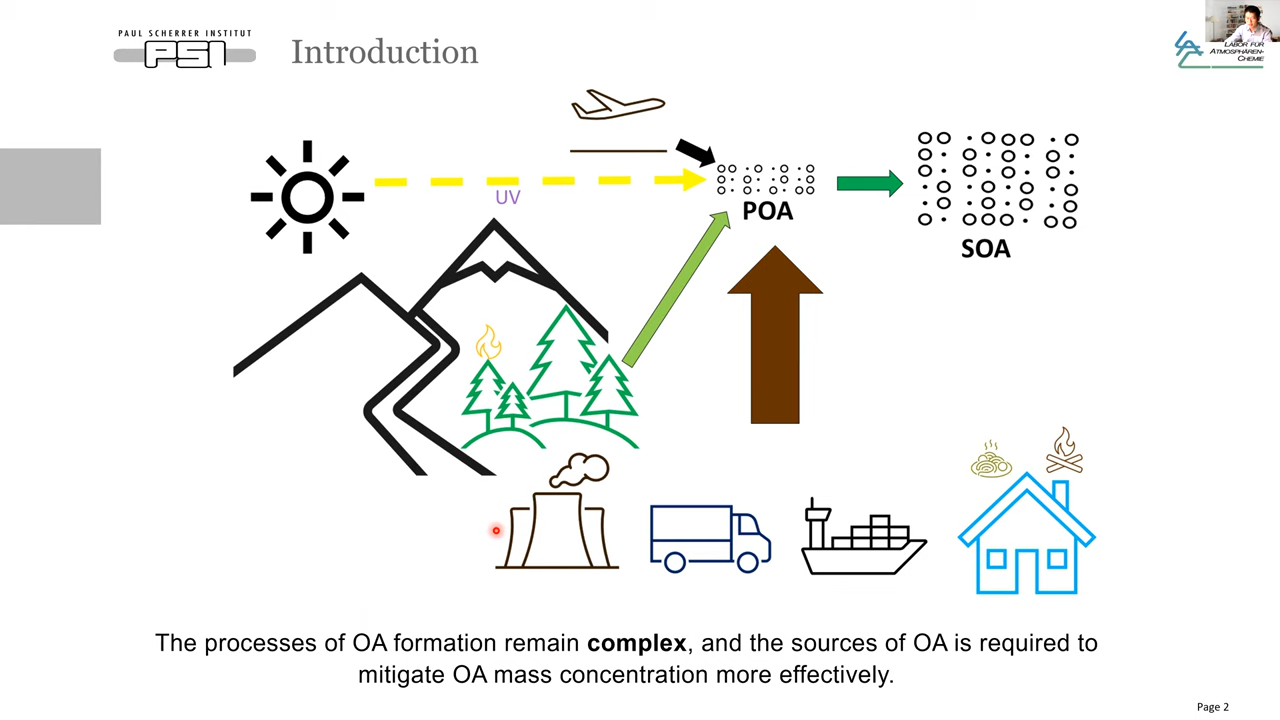 PAUL SCHERRER INSTITUT
PSI
Introduction
LABOR FÜR
ATMOSPHÄREN-
CHEMIE
UV
POA
SOA
The processes of OA formation remain complex, and the sources of OA is required to
mitigate OA mass concentration more effectively.
Page 2